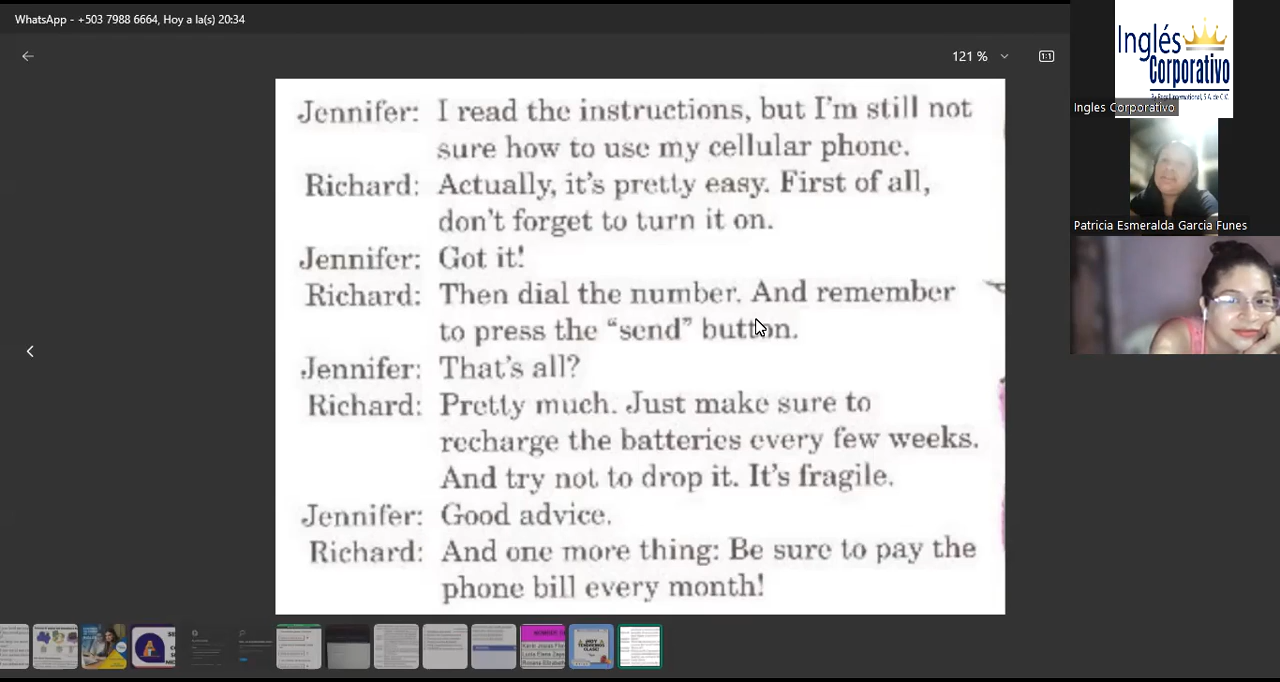 WhatsApp - +503 7988 6664, Hoy a la(s) 20:34
121 %
1:1
Jennifer: I read the instructions, but I'm still not
sure how to use my cellular phone.
Richard: Actually, it's pretty easy. First of all,
don't forget to turn it on.
Jennifer: Got it!
Richard: Then dial the number. And remember
to press the “send” button.
Jennifer: That's all?
Richard: Pretty much. Just make sure to
recharge the batteries every few weeks.
And try not to drop it. It's fragile.
Jennifer: Good advice.
Richard: And one more thing: Be sure to pay the
phone bill every month!
Inglés
Corporativo
Ingles Corporativo
Patricia Esmeralda Garcia Funes